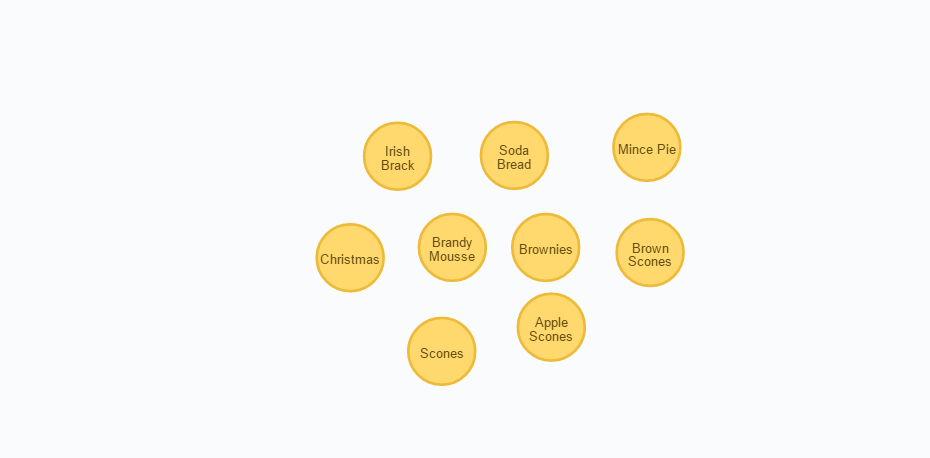 Irish
Brack
Soda
Bread
Mince Pie
Christmas
Brandy
Mousse
Brownies
Brown
Scones
Scones
Apple
Scones